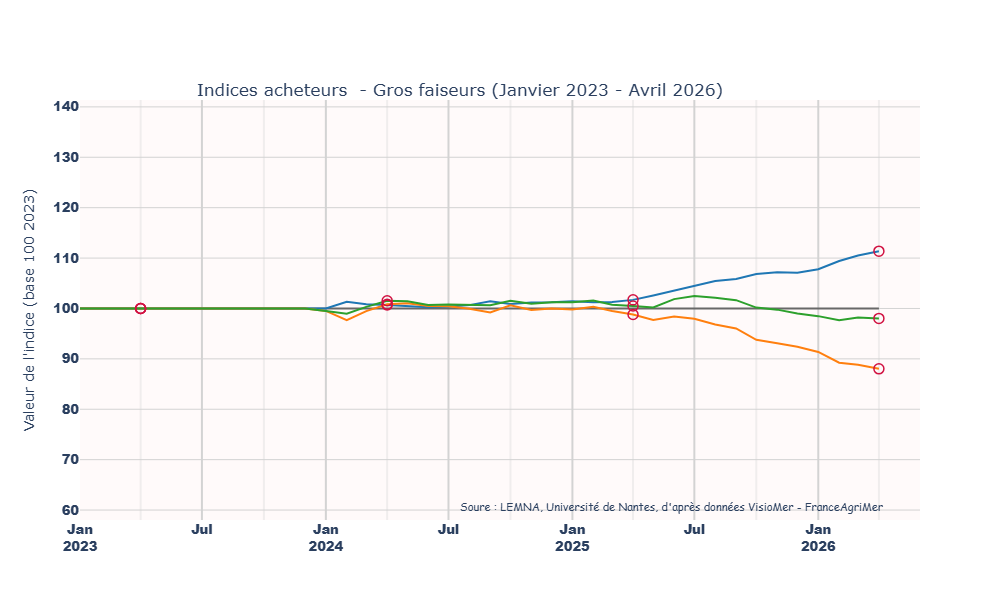 Indices acheteurs  - Gros faiseurs (Janvier 2023 - Avril 2026)
Valeur de l'indice (base 100 2023)
140
130
120
110
100
90
80
70
60
Soure : LEMNA, Université de Nantes, d'après données VisioMer - FranceAgriMer
Jan Jul Jan Jul Jan Jul Jan
2023 2024 2025 2026